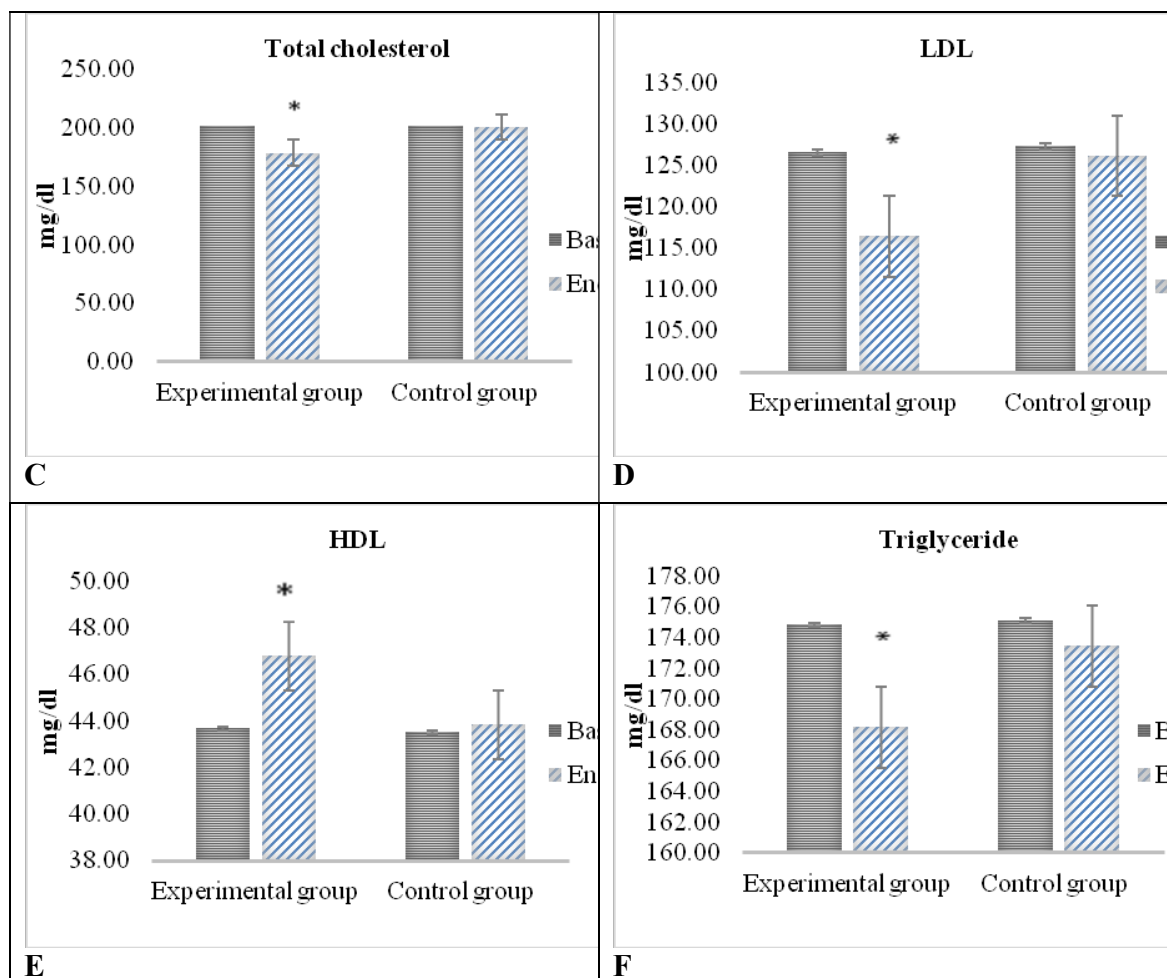 Total cholesterol
250.00
200.00
150.00
100.00
50.00
0.00
mg/dl
*
Experimental group Control group
Bas
En
C
LDL
135.00
130.00
125.00
120.00
115.00
110.00
105.00
100.00
mg/dl
*
Experimental group Control group
D
HDL
50.00
48.00
46.00
44.00
42.00
40.00
38.00
mg/dl
*
Experimental group Control group
Bas
En
E
Triglyceride
178.00
176.00
174.00
172.00
170.00
168.00
166.00
164.00
162.00
160.00
mg/dl
*
Experimental group Control group
B
E
F